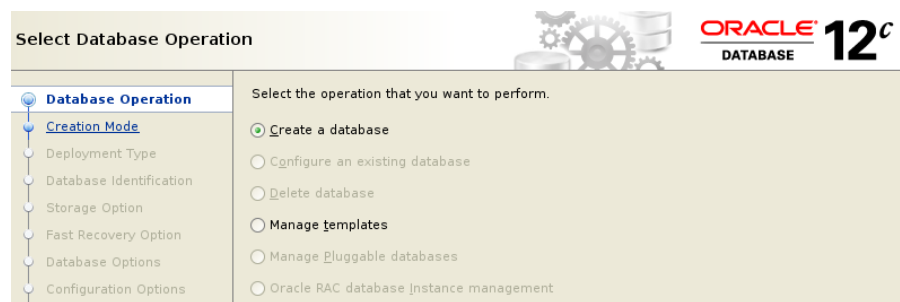 Select Database Operation
ORACLE
DATABASE
12c
Database Operation
Creation Mode
Deployment Type
Database Identification
Storage Option
Fast Recovery Option
Database Options
Configuration Options
Select the operation that you want to perform.
Create a database
Configure an existing database
Delete database
Manage templates
Manage Pluggable databases
Oracle RAC database Instance management